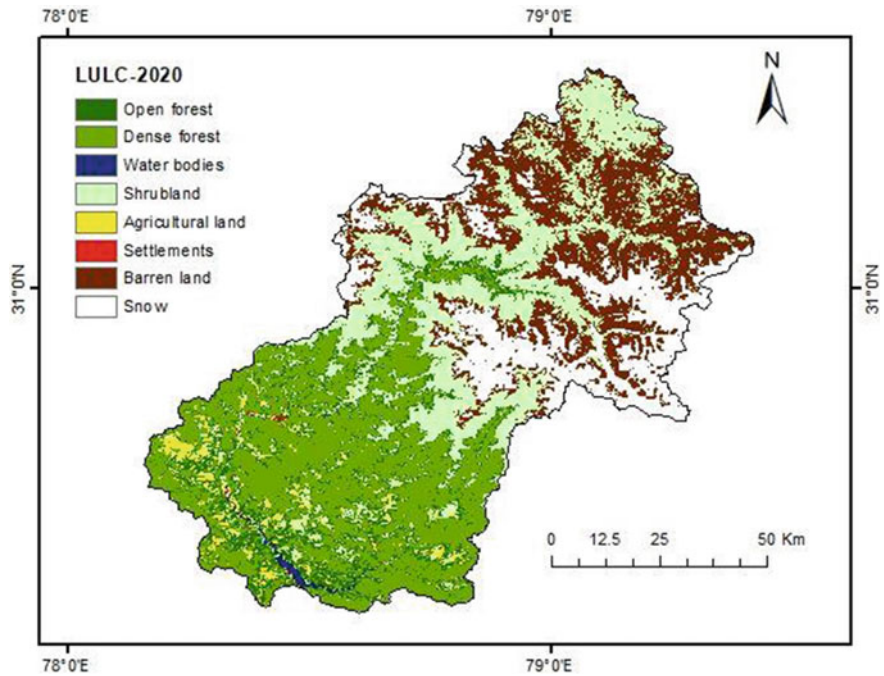 78°0'E 79°0'E
LULC-2020
N
Open forest
Dense forest
Water bodies
Shrubland
Agricultural land
Settlements
Barren land
Snow
31°0'N 31°0'N
0 12.5 25 50 Km
78°0'E 79°0'E